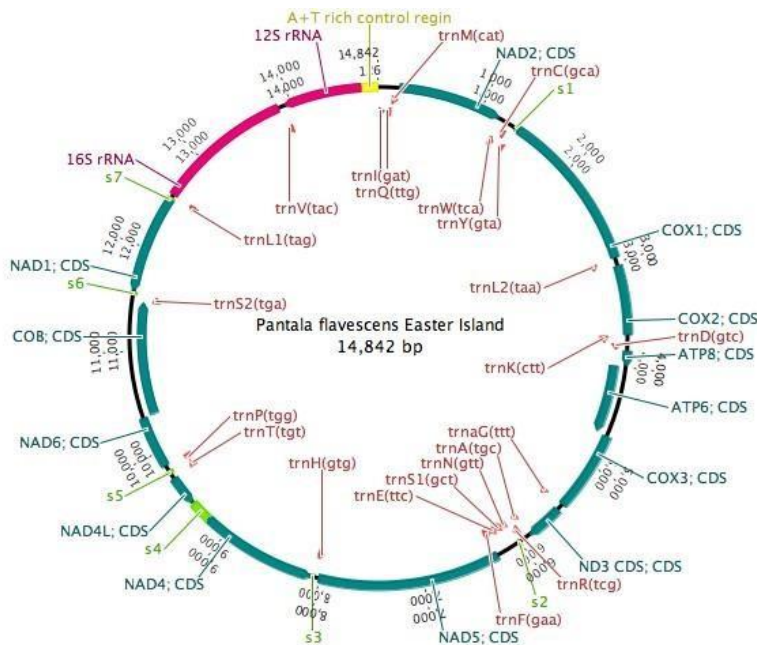 A+T rich control regin
12S rrNA
14,842
1 26
trnM(cat)
NAD2; CDS
1,000
1,000
trnC(gca)
s1
14,000
14,000
2,000
2,000
13,000
13,000
16S rrNA
s7
trnV(tac)
trnI(gat)
trnQ(ttg)
trnW(tca)
trnY(gta)
trnL1(tag)
12,000
12,000
NAD1; CDS
s6
COX1; CDS
3,000
3,000
trnL2(taa)
trnS2(tga)
COB; CDS
Pantala flavescens Easter Island
14,842 bp
COX2; CDS
trnD(gtc)
trnK(ctt)
ATP8; CDS
4,000
11,000
11,000
ATP6; CDS
trnP(tgg)
trnT(tgt)
NAD6; CDS
10,000
10,000
s5
trnH(gtg)
trnaG(ttt)
trnA(tgc)
trnN(gtt)
trnS1(gct)
trnE(ttc)
COX3; CDS
5,000
5,000
NAD4L; CDS
s4
9,000
9,000
NAD4; CDS
ND3 CDS; CDS
6,000
6,000
trnR(tcg)
s2
8,000
8,000
s3
7,000
7,000
trnF(gaa)
NAD5; CDS